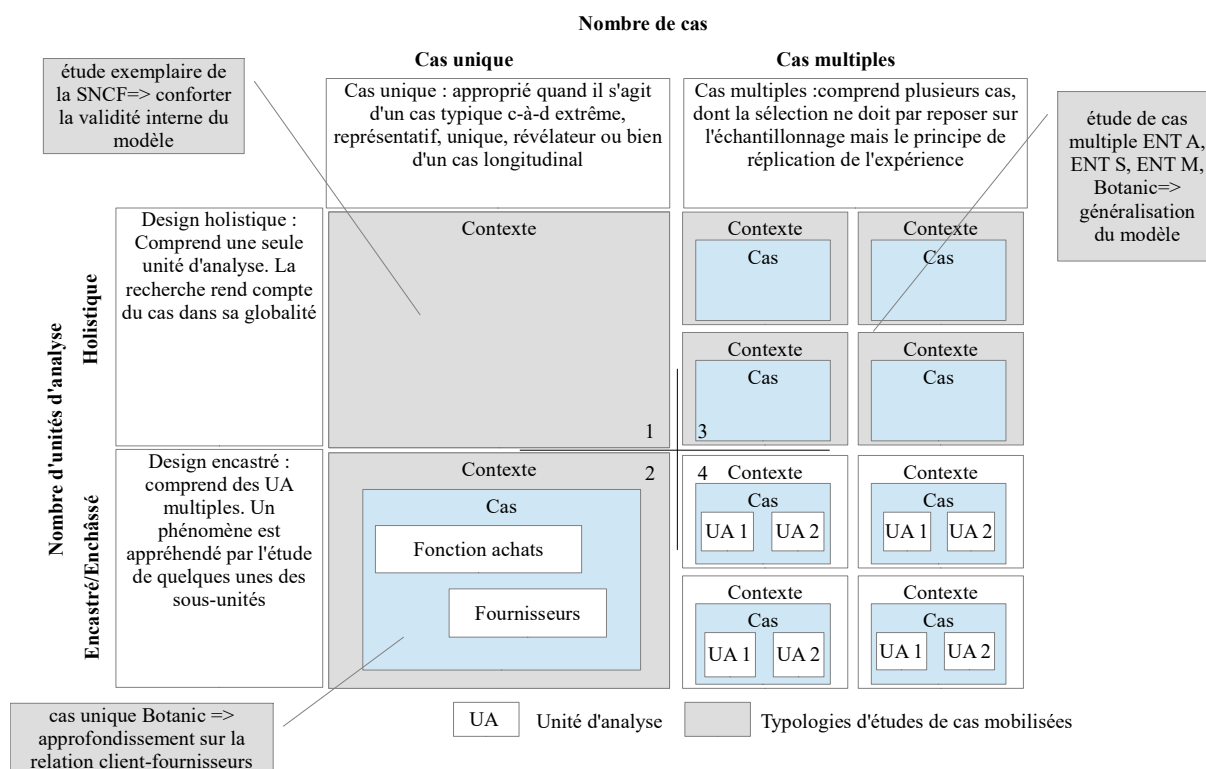 Nombre de cas
Cas unique
Cas multiples
étude exemplaire de
la SNCF=> conforter
la validité interne du
modèle
Cas unique : approprié quand il s'agit
d'un cas typique c-à-d extrême,
représentatif, unique, révélateur ou bien
d'un cas longitudinal
Cas multiples :comprend plusieurs cas,
dont la sélection ne doit par reposer sur
l'échantillonnage mais le principe de
réplication de l'expérience
étude de cas
multiple ENT A,
ENT S, ENT M,
Botanic=>
généralisation
du modèle
Nombre d'unités d'analyse
Holistique
Design holistique :
Comprend une seule
unité d'analyse. La
recherche rend compte
du cas dans sa globalité
Contexte
1
Contexte
Cas
Contexte
Cas
Contexte
Cas
Contexte
Cas
3
Encastré/Enchâssé
Design encastré :
comprend des UA
multiples. Un
phénomène est
appréhendé par l'étude
de quelques unes des
sous-unités
Contexte
2
Cas
Fonction achats
Fournisseurs
4
Contexte
Cas
UA 1 UA 2
Contexte
Cas
UA 1 UA 2
Contexte
Cas
UA 1 UA 2
Contexte
Cas
UA 1 UA 2
cas unique Botanic =>
approfondissement sur la
relation client-fournisseurs
UA Unité d'analyse
Typologies d'études de cas mobilisées